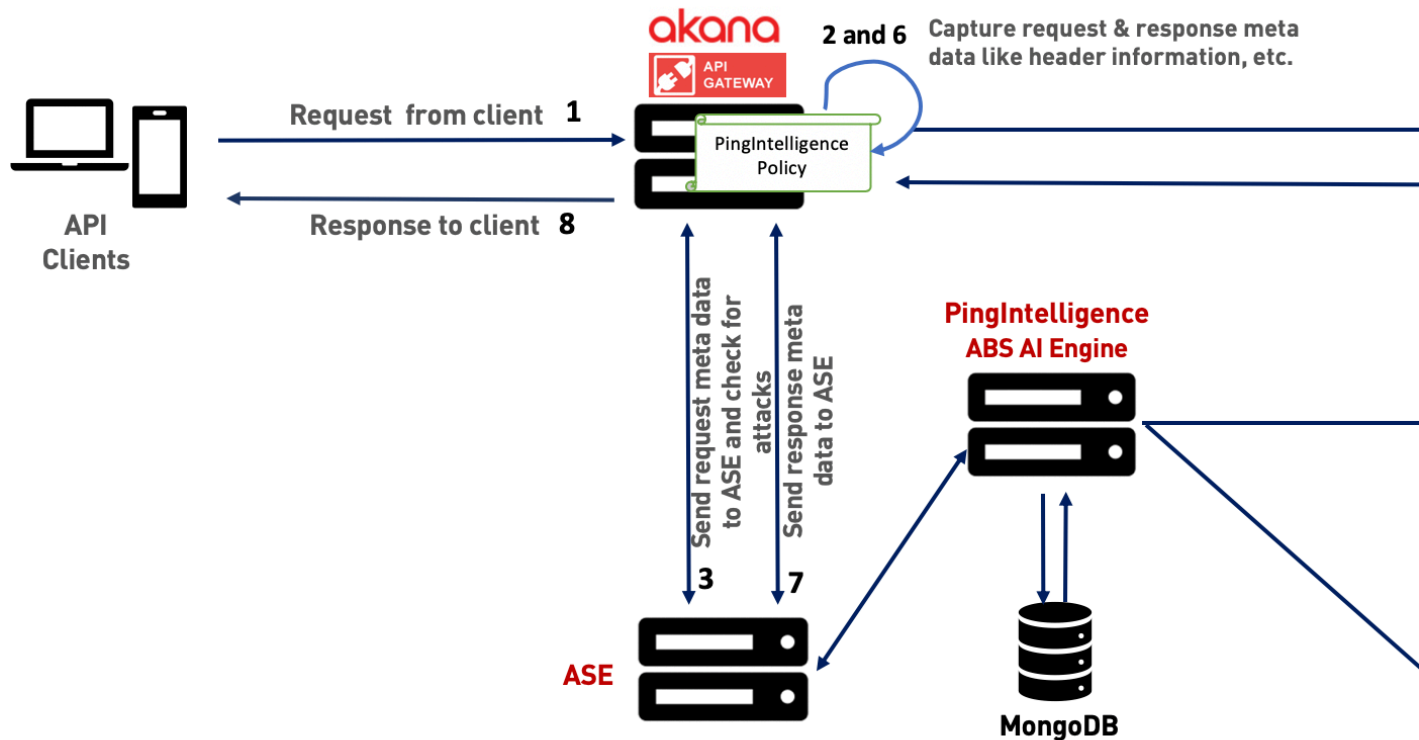 akana
API
GATEWAY
2 and 6
Capture request & response meta
data like header information, etc.
Request from client 1
PingIntelligence
Policy
Response to client 8
API
Clients
Send request meta data
to ASE and check for
attacks
3
Send response meta
data to ASE
7
PingIntelligence
ABS AI Engine
ASE
MongoDB